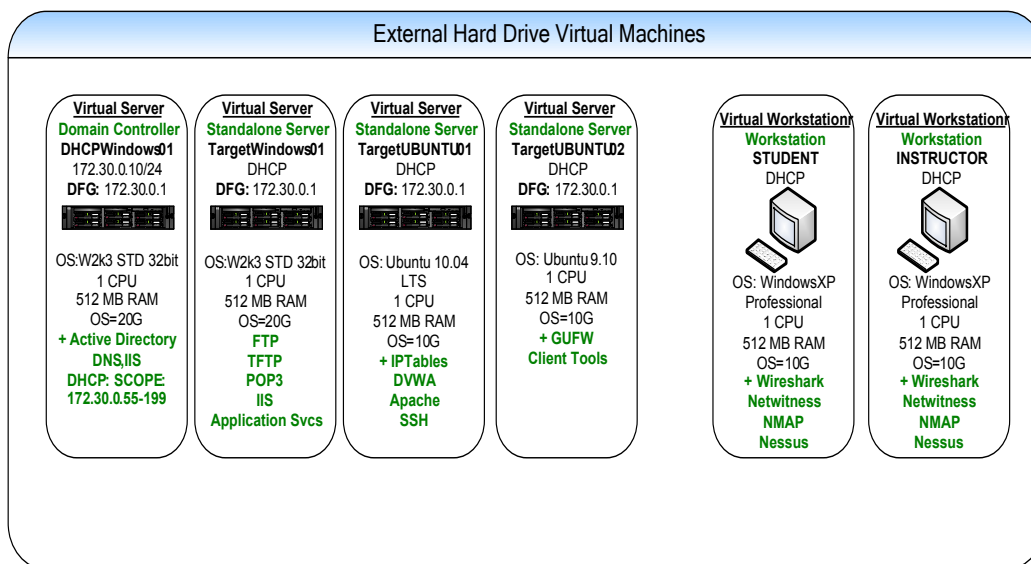 External Hard Drive Virtual Machines
Virtual Server
Domain Controller
DHCPWindows01
172.30.0.10/24
DFG: 172.30.0.1
OS:W2k3 STD 32bit
1 CPU
512 MB RAM
OS=20G
+ Active Directory
DNS,IIS
DHCP: SCOPE:
172.30.0.55-199
Virtual Server
Standalone Server
TargetWindows01
DHCP
DFG: 172.30.0.1
OS:W2K3 STD 32bit
1 CPU
512 MB RAM
OS=20G
FTP
TFTP
POP3
IIS
Application Svcs
Virtual Server
Standalone Server
TargetUBUNTU01
DHCP
DFG: 172.30.0.1
OS: Ubuntu 10.04
LTS
1 CPU
512 MB RAM
OS=10G
+ IPTables
DVWA
Apache
SSH
Virtual Server
Standalone Server
TargetUBUNTU02
DHCP
DFG: 172.30.0.1
OS: Ubuntu 9.10
1 CPU
512 MB RAM
OS=10G
+ GUFW
Client Tools
Virtual Workstationr
Workstation
STUDENT
DHCP
OS: WindowsXP
Professional
1 CPU
512 MB RAM
OS=10G
+ Wireshark
Netwitness
NMAP
Nessus
Virtual Workstationr
Workstation
INSTRUCTOR
DHCP
OS: WindowsXP
Professional
1 CPU
512 MB RAM
OS=10G
+ Wireshark
Netwitness
NMAP
Nessus